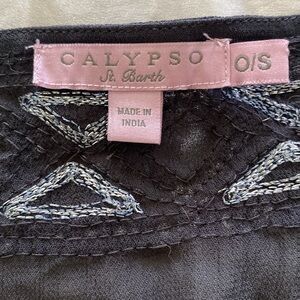 CALYPSO
St. Barth
O/S
MADE IN
INDIA